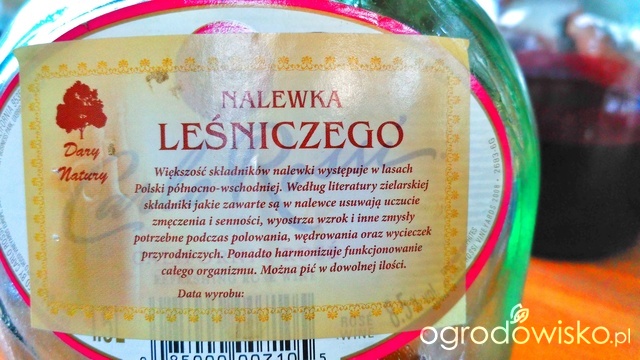 NALEWKA
LEŚNICZEGO
Dary
Natury
Większość składników nalewki występuje w lasach
Polski północno-wschodniej. Według literatury zielarskiej
składniki jakie zawarte są w nalewce usuwają uczucie
zmęczenia i senności, wyostrza wzrok i inne zmysły
potrzebne podczas polowania, wędrowania oraz wycieczek
przyrodniczych. Ponadto harmonizuje funkcjonowanie
całego organizmu. Można pić w dowolnej ilości.
Data wyrobu:
ogrodowisko.pl